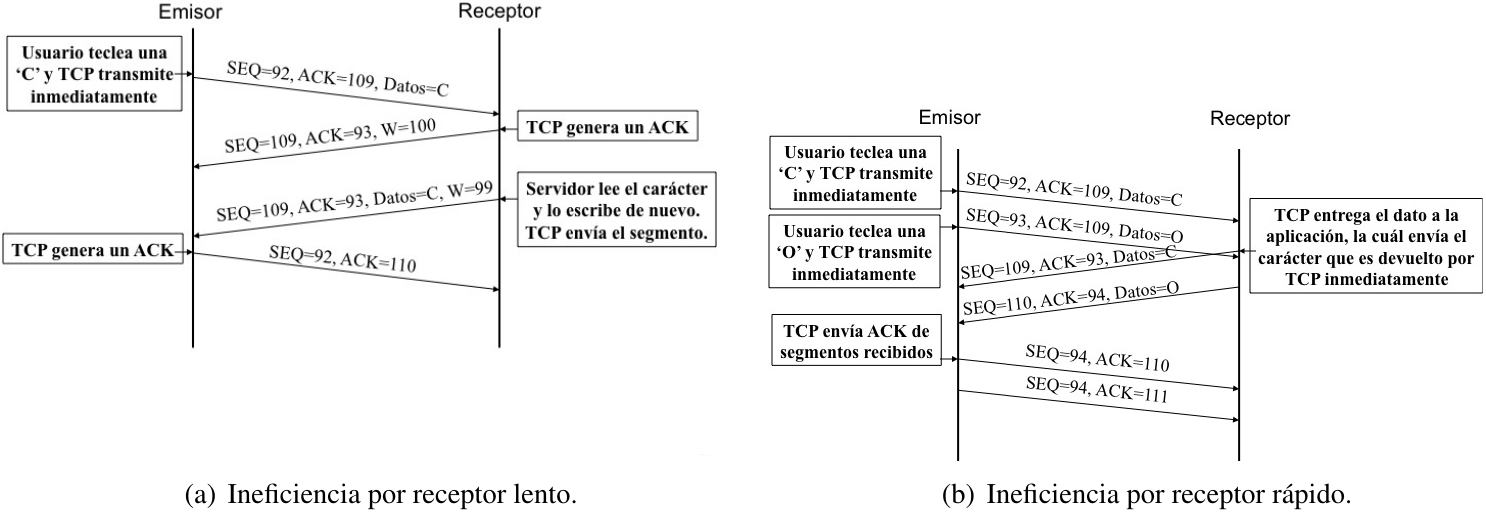 Emisor
Receptor
Usuario teclea una
‘C’ y TCP transmite
inmediatamente
SEQ=92, ACK=109, Datos=C
TCP genera un ACK
SEQ=109, ACK=93, W=100
Servidor lee el carácter
y lo escribe de nuevo.
TCP envía el segmento.
SEQ=109, ACK=93, Datos=C, W=99
TCP genera un ACK
SEQ=92, ACK=110
(a) Ineficiencia por receptor lento.
Emisor
Receptor
Usuario teclea una
‘C’ y TCP transmite
inmediatamente
SEQ=92, ACK=109, Datos=C
Usuario teclea una
‘O’ y TCP transmite
inmediatamente
SEQ=93, ACK=109, Datos=O
TCP entrega el dato a la
aplicación, la cuál envía el
carácter que es devuelto por
TCP inmediatamente
SEQ=109, ACK=93, Datos=C
SEQ=110, ACK=94, Datos=O
TCP envía ACK de
segmentos recibidos
SEQ=94, ACK=110
SEQ=94, ACK=111
(b) Ineficiencia por receptor rápido.